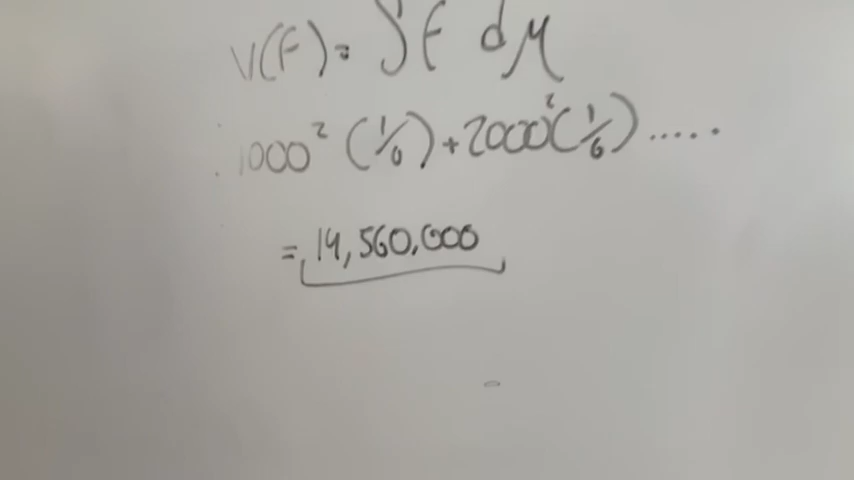 V(F) = ∫ F dμ
1000² (1/6) + 2000² (1/6) .....
= 14,560,000